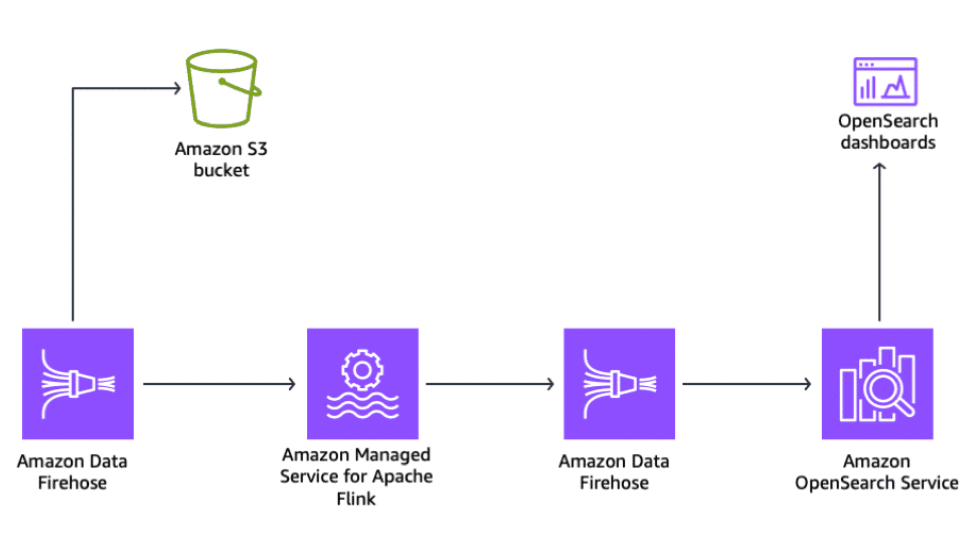 Amazon S3
bucket
OpenSearch
dashboards
Amazon Data
Firehose
Amazon Managed
Service for Apache
Flink
Amazon Data
Firehose
Amazon
OpenSearch Service